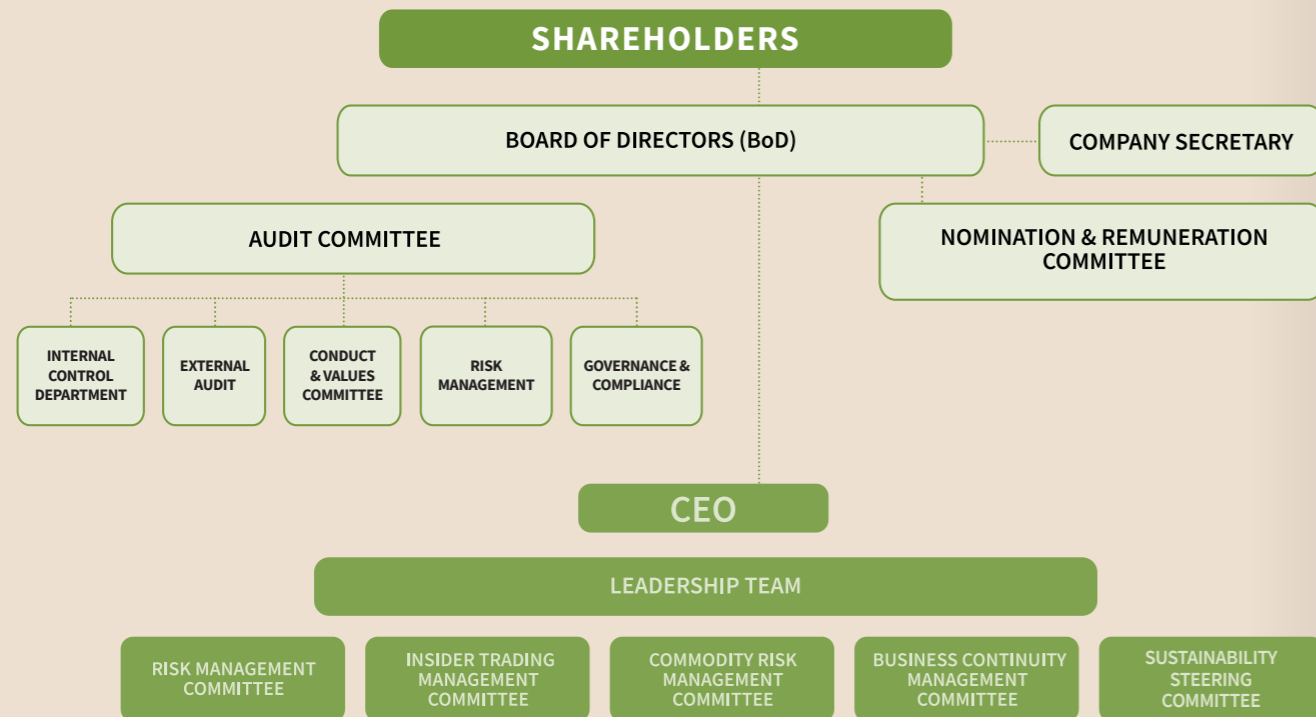 SHAREHOLDERS
BOARD OF DIRECTORS (BoD)
COMPANY SECRETARY
AUDIT COMMITTEE
NOMINATION & REMUNERATION
COMMITTEE
INTERNAL
CONTROL
DEPARTMENT
EXTERNAL
AUDIT
CONDUCT
& VALUES
COMMITTEE
RISK
MANAGEMENT
GOVERNANCE &
COMPLIANCE
CEO
LEADERSHIP TEAM
RISK MANAGEMENT
COMMITTEE
INSIDER TRADING
MANAGEMENT
COMMITTEE
COMMODITY RISK
MANAGEMENT
COMMITTEE
BUSINESS CONTINUITY
MANAGEMENT
COMMITTEE
SUSTAINABILITY
STEERING
COMMITTEE